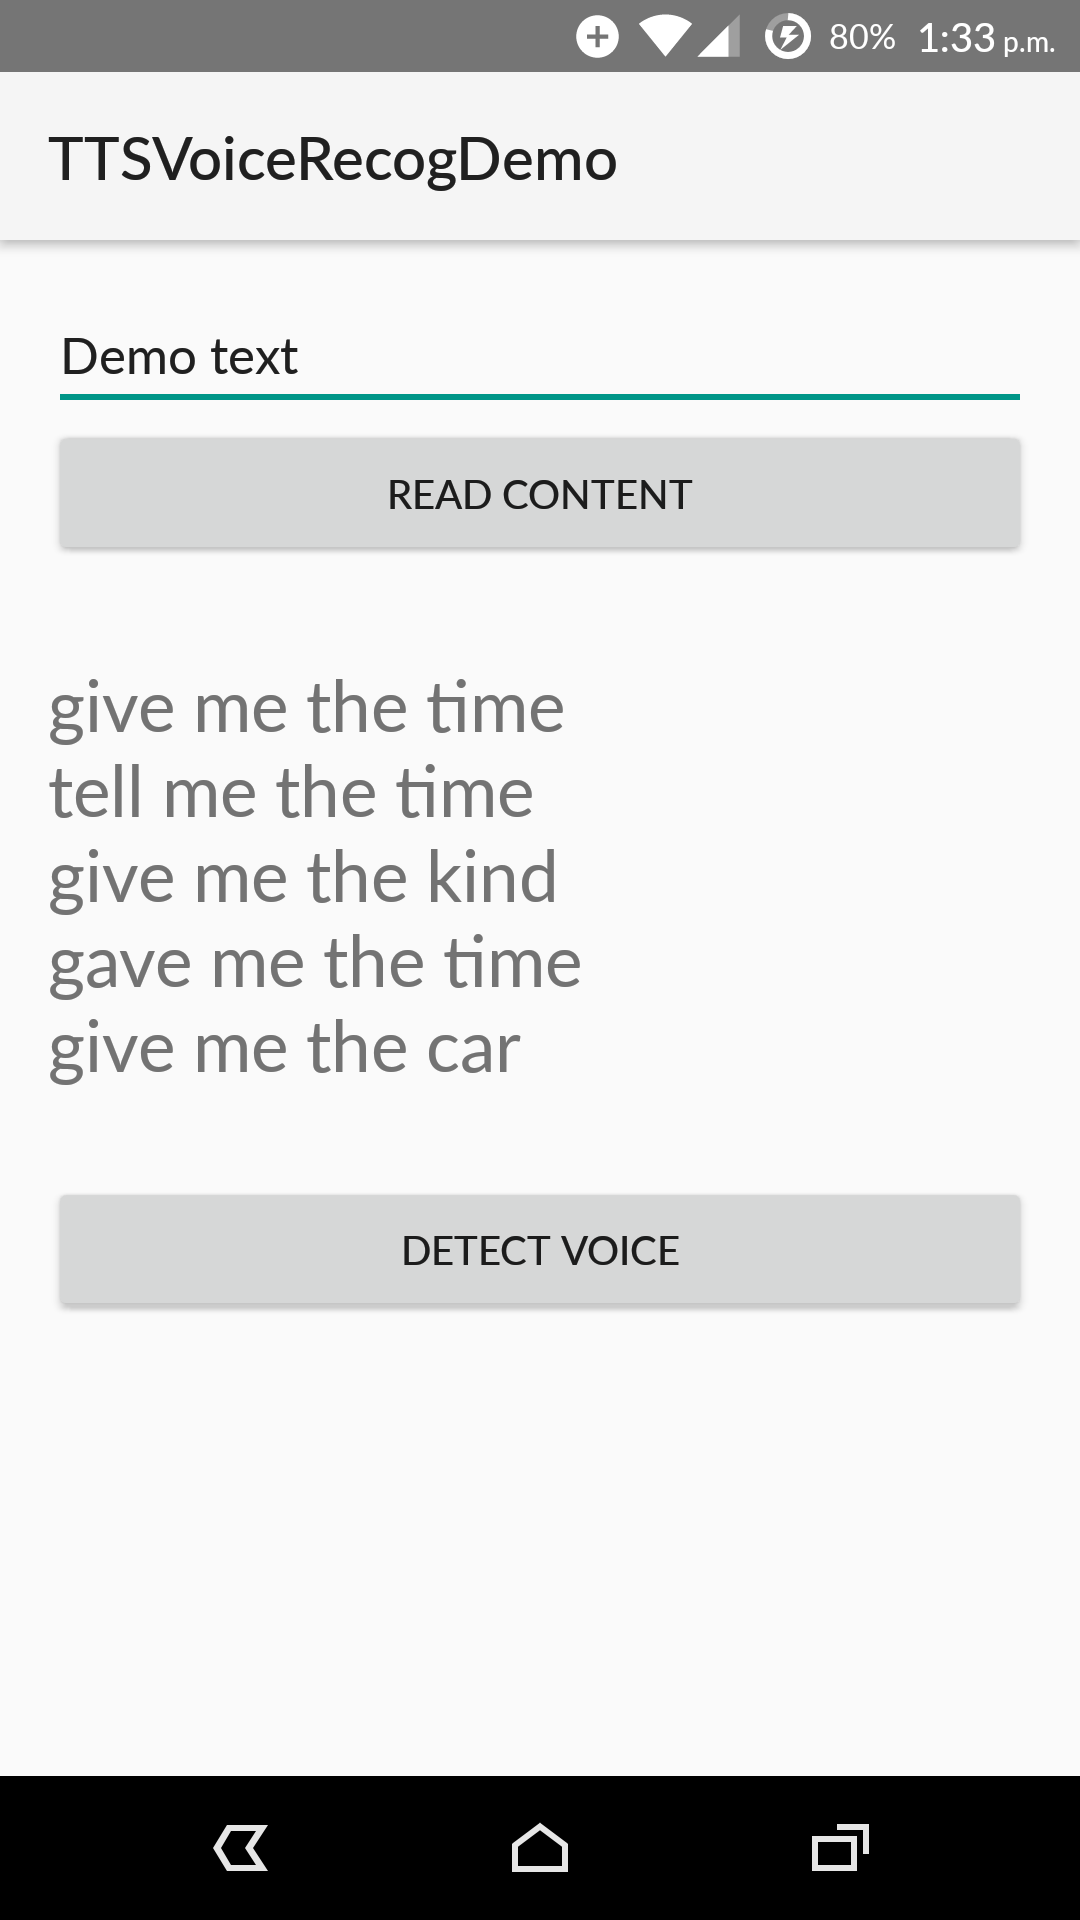 80% 1:33 p.m.
TTSVoiceRecogDemo
Demo text
READ CONTENT
give me the time
tell me the time
give me the kind
gave me the time
give me the car
DETECT VOICE